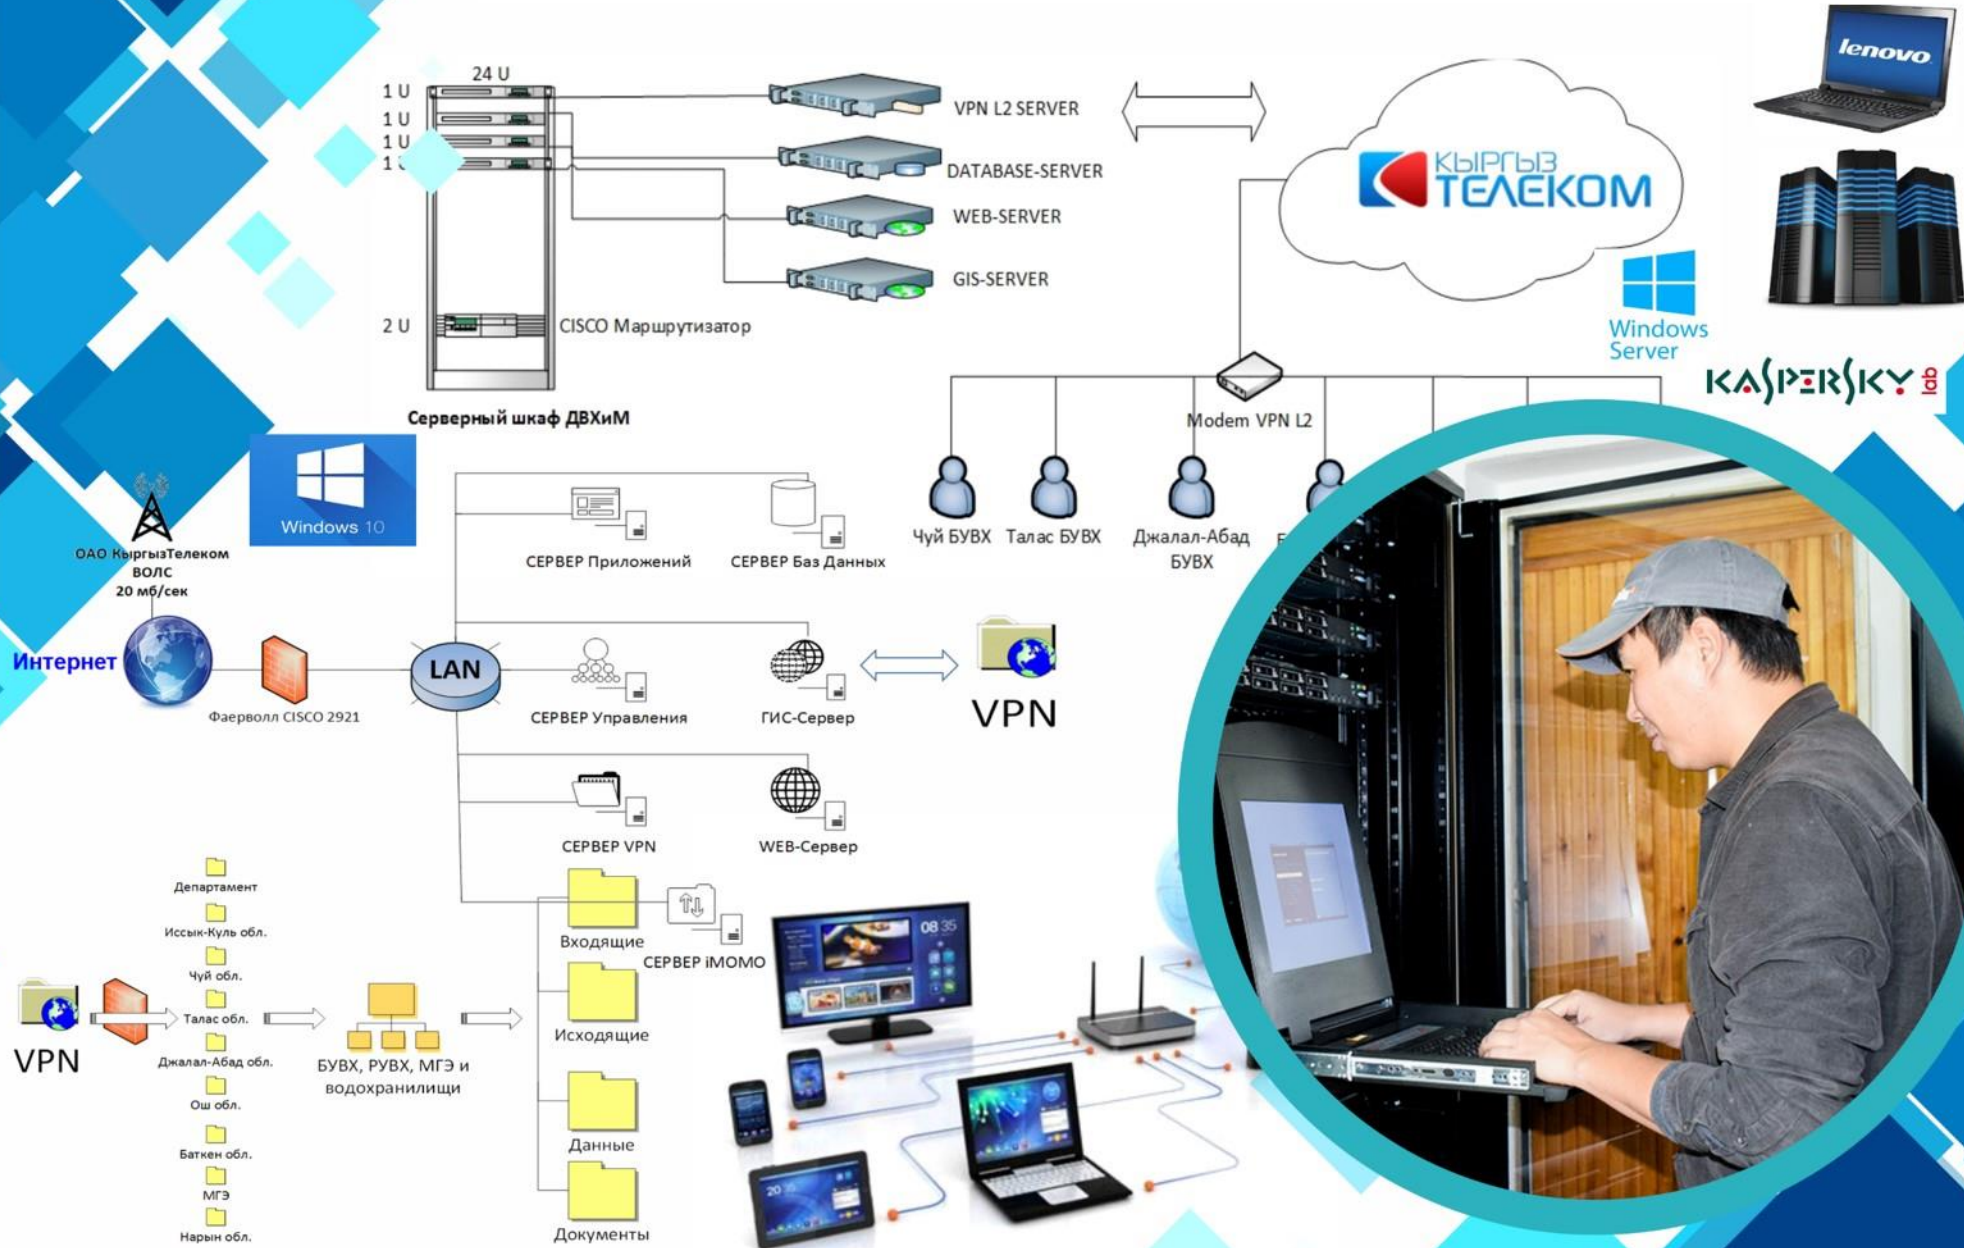 24 U
1 U
1 U
1 U
2 U
VPN L2 SERVER
DATABASE-SERVER
WEB-SERVER
GIS-SERVER
CISCO Маршрутизатор
Серверный шкаф ДВХиМ
КЫРГЫЗ
ТЕЛЕКОМ
lenovo
Windows
Server
KASPERSKY lab
Modem VPN L2
Чуй БУВХ
Талас БУВХ
Джалал-Абад
БУВХ
Windows 10
ОАО КыргызТелеком
ВОЛС
20 мб/сек
Интернет
Фаерволл CISCO 2921
LAN
СЕРВЕР Приложений
СЕРВЕР Баз Данных
СЕРВЕР Управления
ГИС-Сервер
VPN
СЕРВЕР VPN
WEB-Сервер
СЕРВЕР iMOMO
VPN
Департамент
Иссык-Куль обл.
Чуй обл.
Талас обл.
Джалал-Абад обл.
Ош обл.
Баткен обл.
МГЭ
Нарын обл.
БУВХ, РУВХ, МГЭ и
водохранилищи
Входящие
Исходящие
Данные
Документы
08 35
20 35